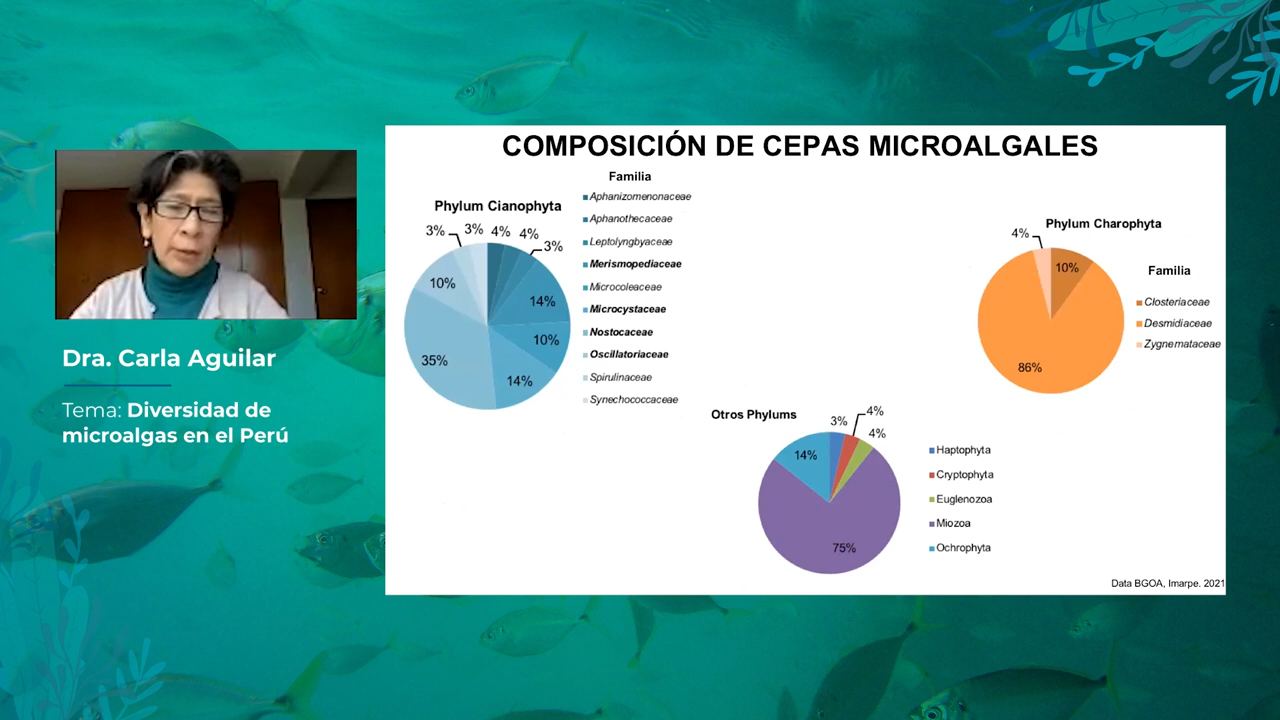 COMPOSICIÓN DE CEPAS MICROALGALES
Familia
Phylum Cianophyta
3%
3%
4%
4%
3%
14%
10%
14%
35%
10%
Aphanizomenonaceae
Aphanothecaceae
Leptolyngbyaceae
Merismopediaceae
Microcoleaceae
Microcystaceae
Nostocaceae
Oscillatoriaceae
Spirulinaceae
Synechococcaceae
Phylum Charophyta
4%
10%
86%
Familia
Closteriaceae
Desmidiaceae
Zygnemataceae
Dra. Carla Aguilar
Tema: Diversidad de
microalgas en el Perú
Otros Phylums
3%
4%
4%
14%
75%
Haptophyta
Cryptophyta
Euglenozoa
Miozoa
Ochrophyta
Data BGOA, Imarpe. 2021